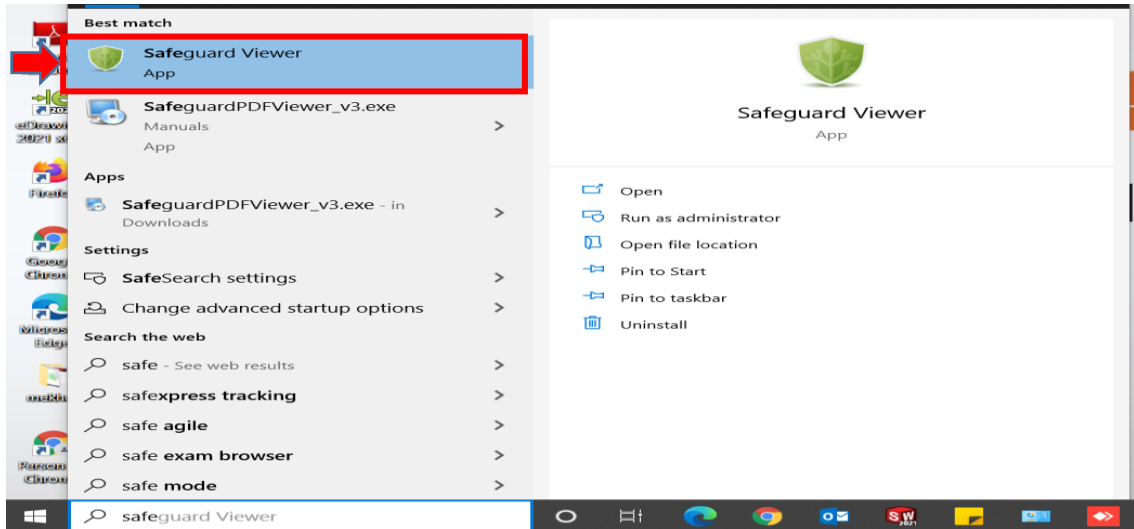 Best match
Safeguard Viewer
App
SafeguardPDFViewer_v3.exe
Manuals
App
Apps
SafeguardPDFViewer_v3.exe - in
Downloads
Settings
SafeSearch settings
Change advanced startup options
Search the web
safe - See web results
safexpress tracking
safe agile
safe exam browser
safe mode
safeguard Viewer
Safeguard Viewer
App
Open
Run as administrator
Open file location
Pin to Start
Pin to taskbar
Uninstall